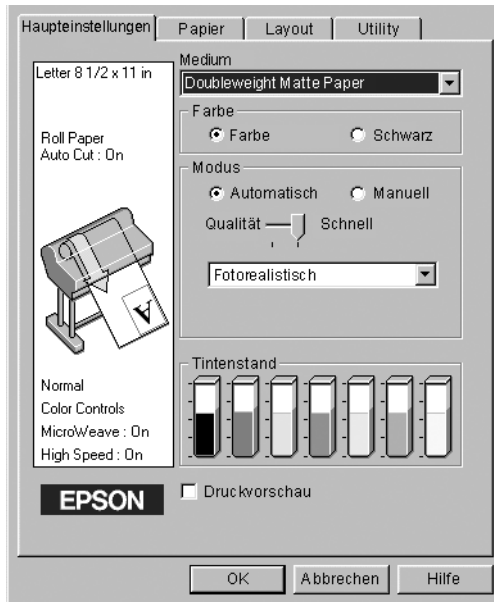 Haupteinstellungen Papier Layout Utility
Letter 8 1/2 x 11 in
Roll Paper
Auto Cut : On
A
Normal
Color Controls
MicroWeave : On
High Speed : On
EPSON
Medium
Doubleweight Matte Paper
Farbe
Farbe Schwarz
Modus
Automatisch Manuell
Qualität Schnell
Fotorealistisch
Tintenstand
Druckvorschau
OK Abbrechen Hilfe